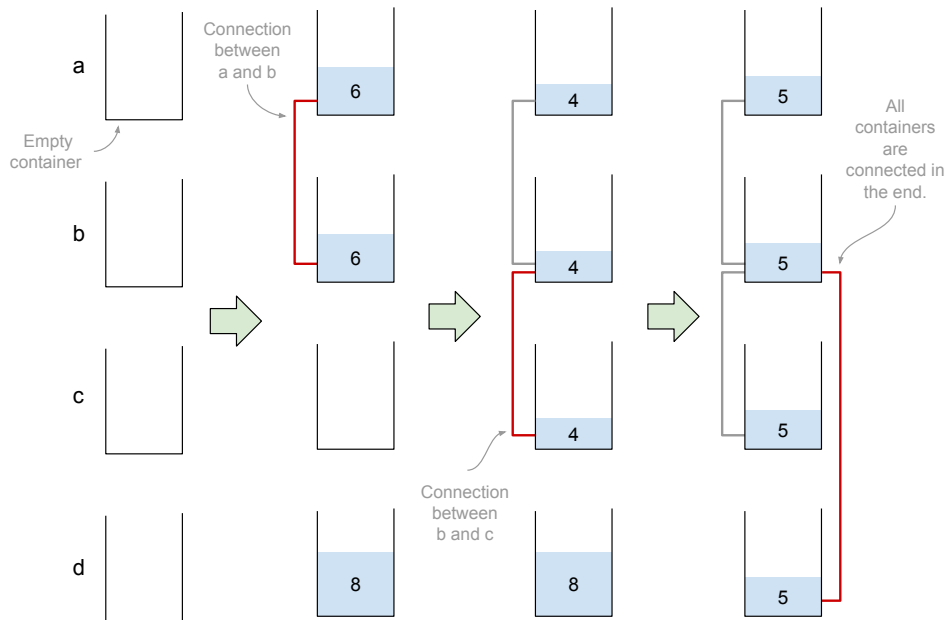 a
Connection
between
a and b
6
4
5
All
containers
are
connected in
the end.
Empty
container
b
6
4
5
c
4
5
Connection
between
b and c
d
8
8
5